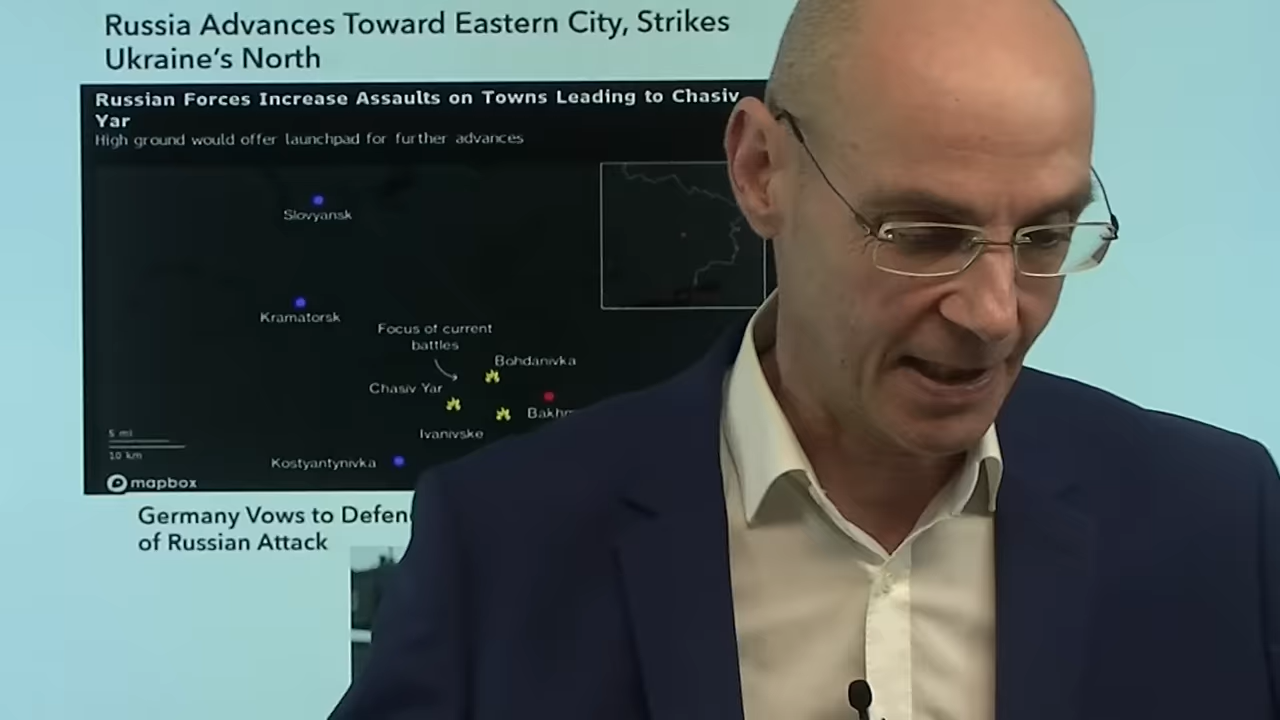 Russia Advances Toward Eastern City, Strikes
Ukraine's North
Russian Forces Increase Assaults on Towns Leading to Chasiv
Yar
High ground would offer launchpad for further advances
Slovyansk
Kramatorsk
Focus of current
battles
Bohdanivka
Chasiv Yar
Ivanivske
5 mi
10 km
Kostyantynivka
mapbox
Germany Vows to
of Russian Attack